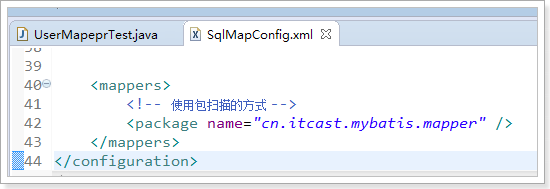 UserMapeprTest.java
SqlMapConfig.xml
39
40 <mappers>
41 <!-- 使用包扫描的方式 -->
42 <package name="cn.itcast.mybatis.mapper" />
43 </mappers>
44 </configuration>